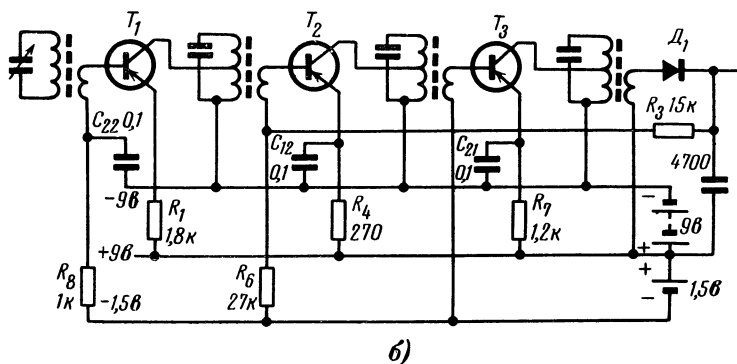 T₁
T₂
T₃
Д₁
C₂₂ 0,1
C₁₂
0,1
C₂₁
0,1
R₃ 15к
4700
−9в
R₁
1,8к
R₄
270
R₇
1,2к
−
9в
+
+9в
R₈
1к
−1,5в
R₆
27к
+
−
1,5в
б)